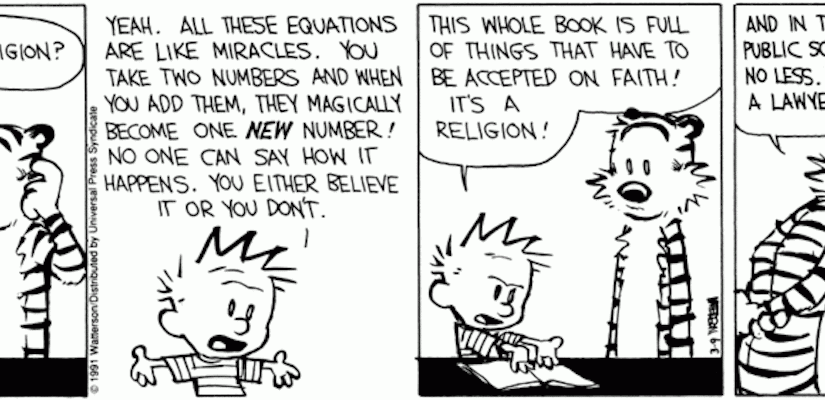 IGION?
YEAH. ALL THESE EQUATIONS
ARE LIKE MIRACLES. YOU
TAKE TWO NUMBERS AND WHEN
YOU ADD THEM, THEY MAGICALLY
BECOME ONE NEW NUMBER!
NO ONE CAN SAY HOW IT
HAPPENS. YOU EITHER BELIEVE
IT OR YOU DON'T.
© 1991 Watterson/Distributed by Universal Press Syndicate
THIS WHOLE BOOK IS FULL
OF THINGS THAT HAVE TO
BE ACCEPTED ON FAITH!
IT'S A
RELIGION!
WATTERSON 3-6
AND IN T
PUBLIC SC
NO LESS.
A LAWYE